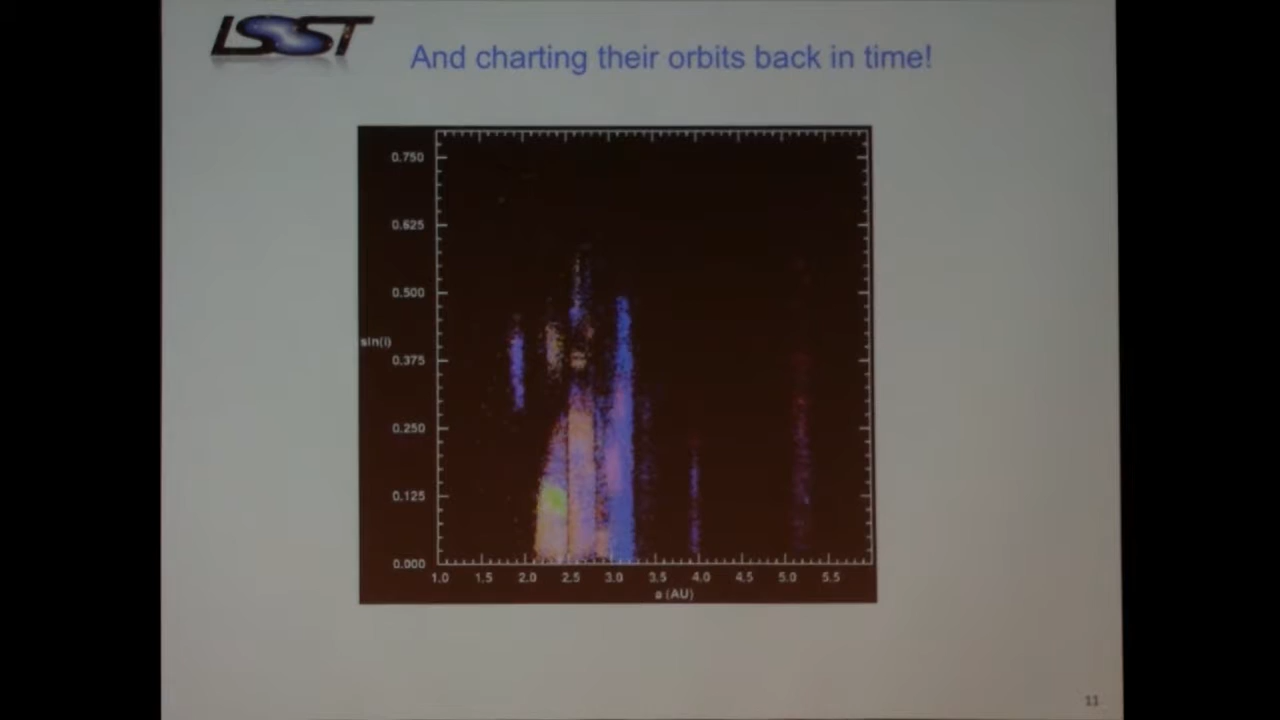 LSST
And charting their orbits back in time!
0.750
0.625
0.500
sin(i)
0.375
0.250
0.125
0.000
1.0 1.5 2.0 2.5 3.0 3.5 4.0 4.5 5.0 5.5
a (AU)
11